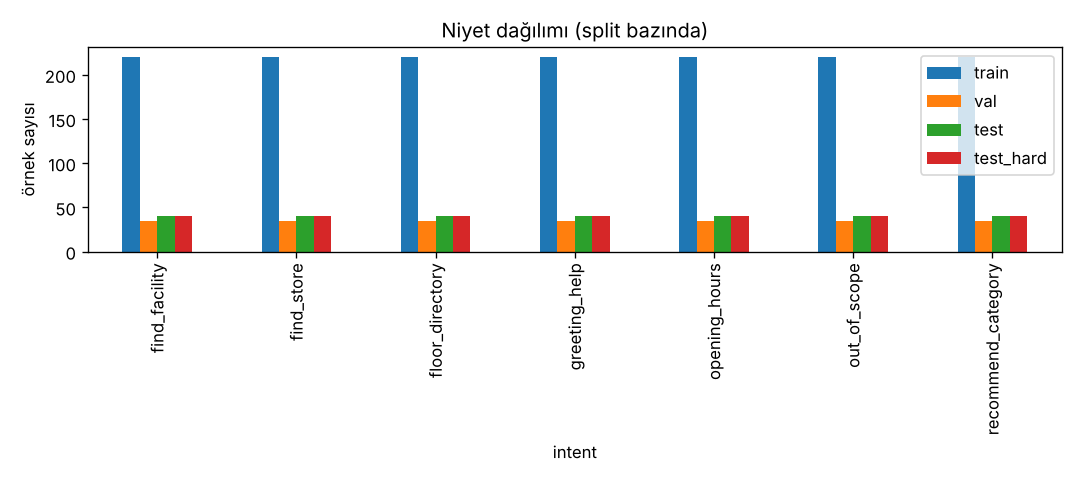 Niyet dağılımı (split bazında)
örnek sayısı
200
150
100
50
0
train
val
test
test_hard
find_facility
find_store
floor_directory
greeting_help
opening_hours
out_of_scope
recommend_category
intent